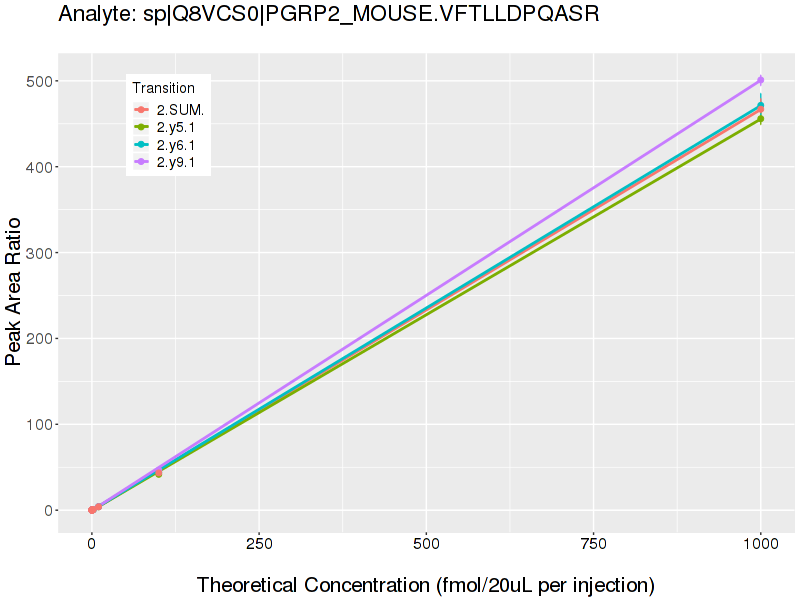 Analyte: sp|Q8VCS0|PGRP2_MOUSE.VFTLLDPQASR
Transition
2.SUM.
2.y5.1
2.y6.1
2.y9.1
Peak Area Ratio
500
400
300
200
100
0
0 250 500 750 1000
Theoretical Concentration (fmol/20uL per injection)